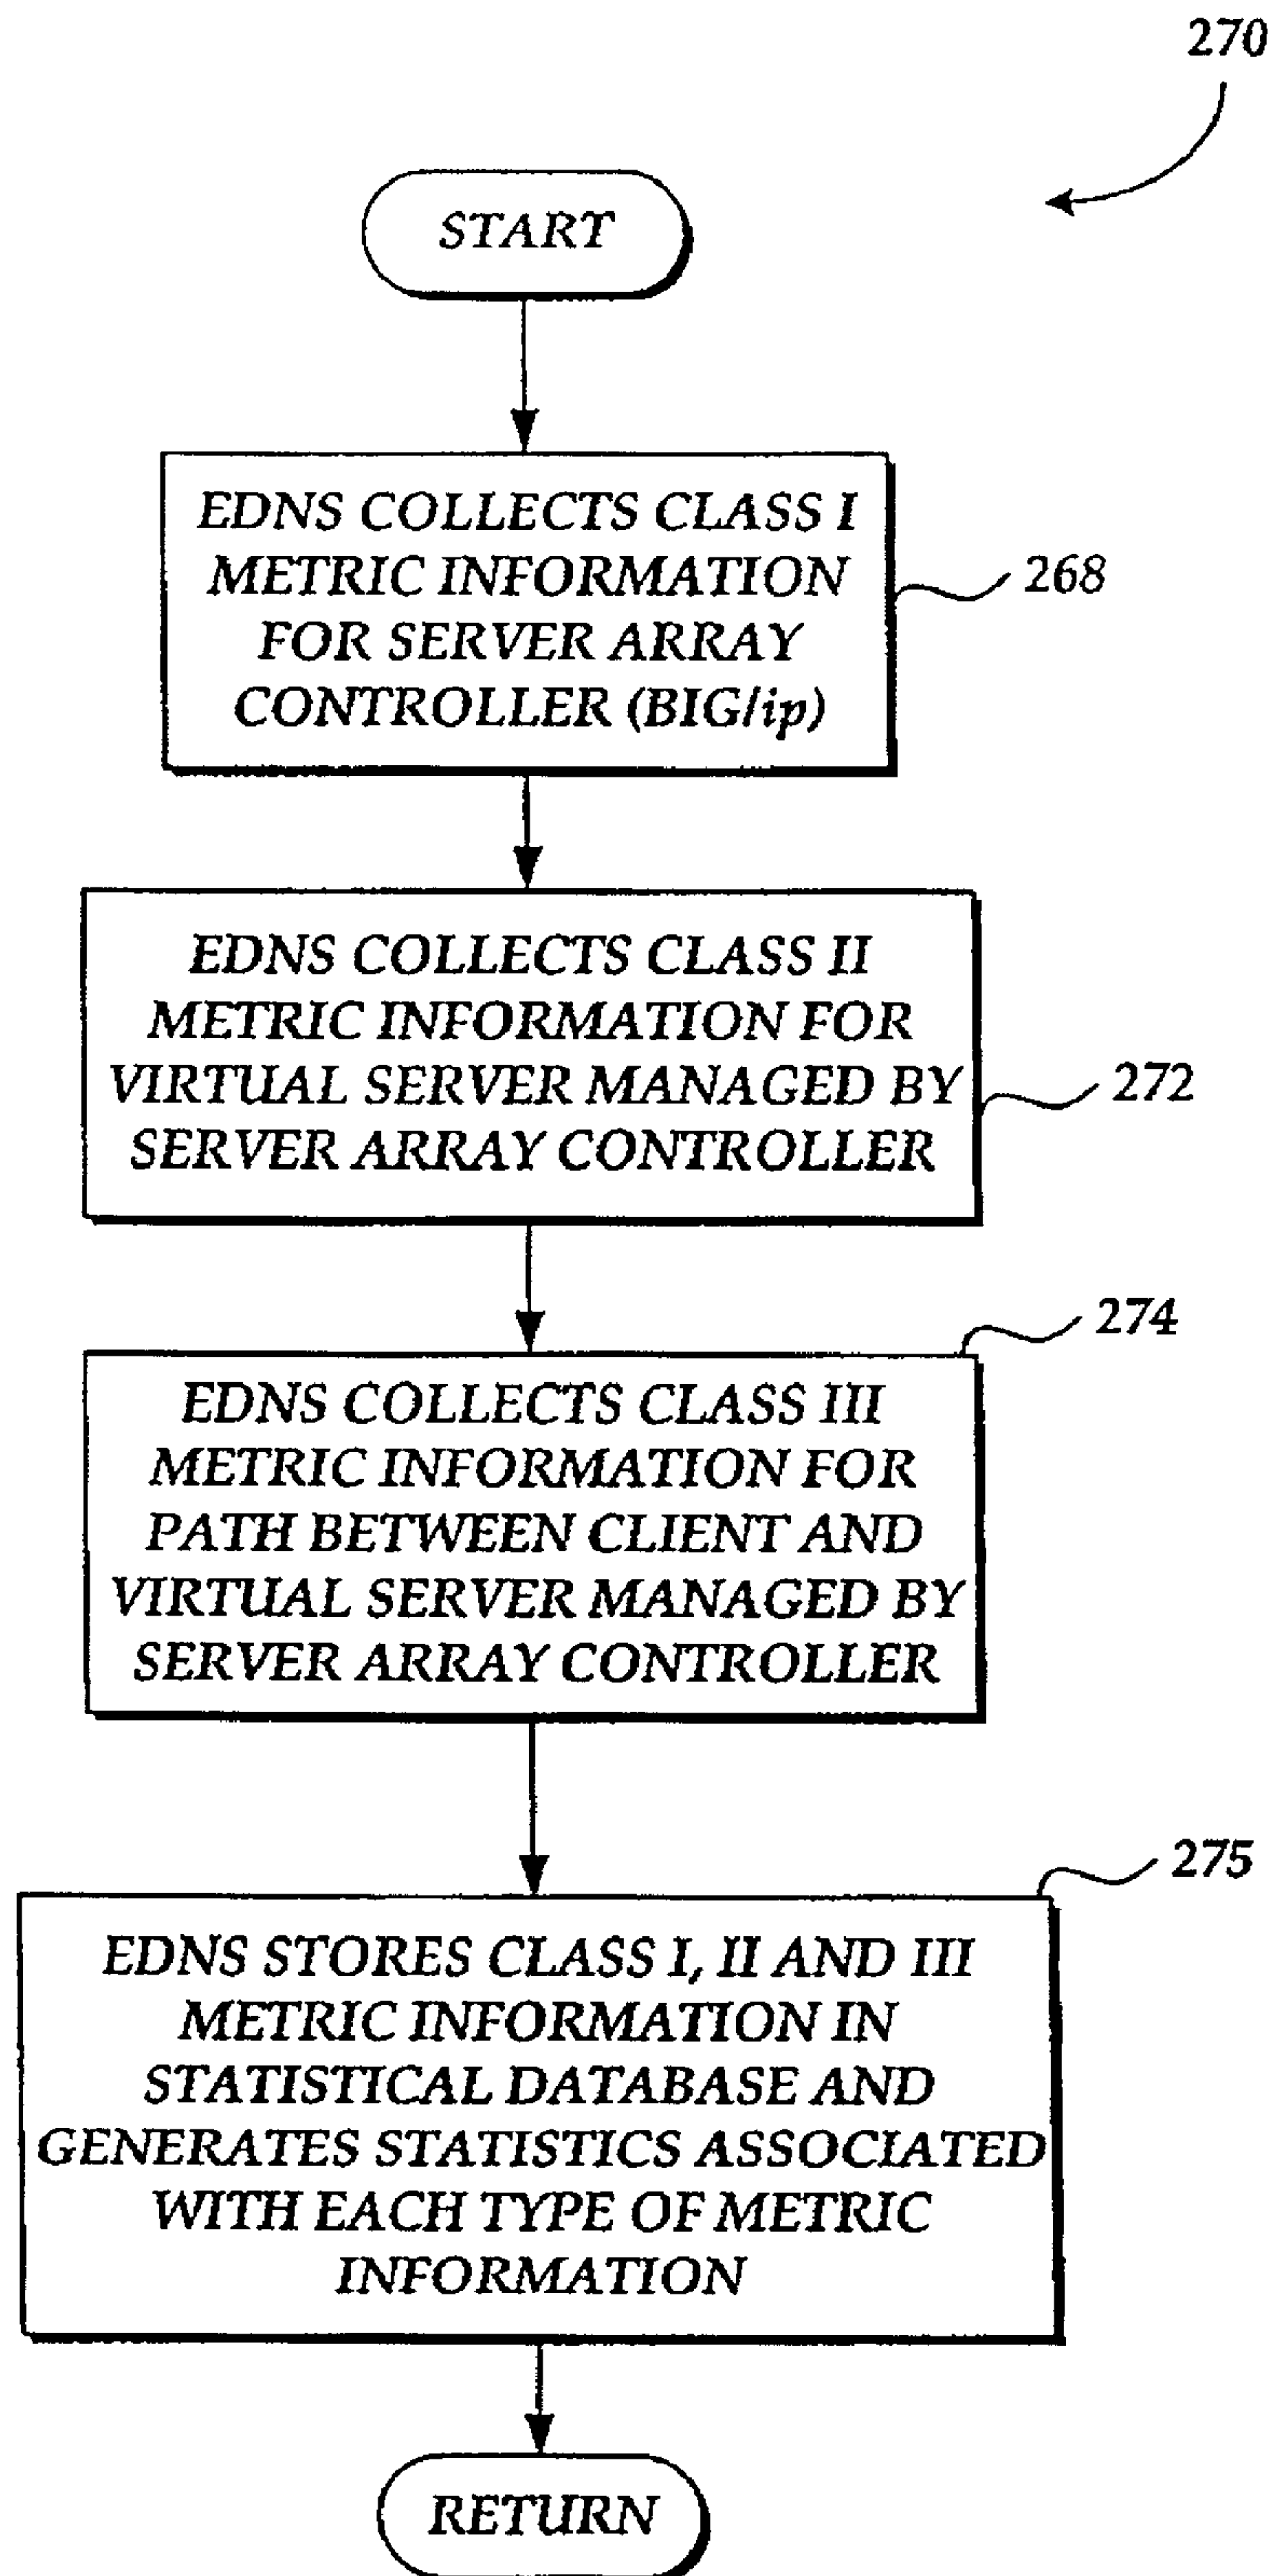 270
START
EDNS COLLECTS CLASS I
METRIC INFORMATION
FOR SERVER ARRAY
CONTROLLER (BIG/ip)
268
EDNS COLLECTS CLASS II
METRIC INFORMATION FOR
VIRTUAL SERVER MANAGED BY
SERVER ARRAY CONTROLLER
272
274
EDNS COLLECTS CLASS III
METRIC INFORMATION FOR
PATH BETWEEN CLIENT AND
VIRTUAL SERVER MANAGED BY
SERVER ARRAY CONTROLLER
275
EDNS STORES CLASS I, II AND III
METRIC INFORMATION IN
STATISTICAL DATABASE AND
GENERATES STATISTICS ASSOCIATED
WITH EACH TYPE OF METRIC
INFORMATION
RETURN